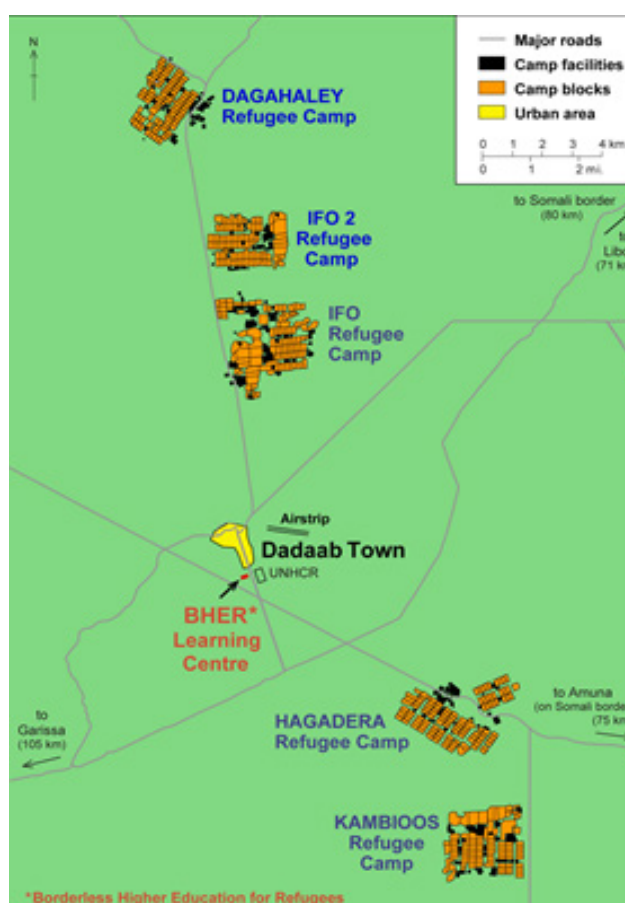 N
Major roads
Camp facilities
Camp blocks
Urban area
0 1 2 3 4 km
0 1 2 mi.
DAGAHALEY
Refugee Camp
to Somali border
(80 km)
to
(71
IFO 2
Refugee
Camp
IFO
Refugee
Camp
Airstrip
Dadaab Town
UNHCR
BHER*
Learning
Centre
to
Garissa
(105 km)
HAGADERA
Refugee Camp
to Amuna
(on Somali border
(75 km
KAMBIOOS
Refugee
Camp
*Borderless Higher Education for Refugees